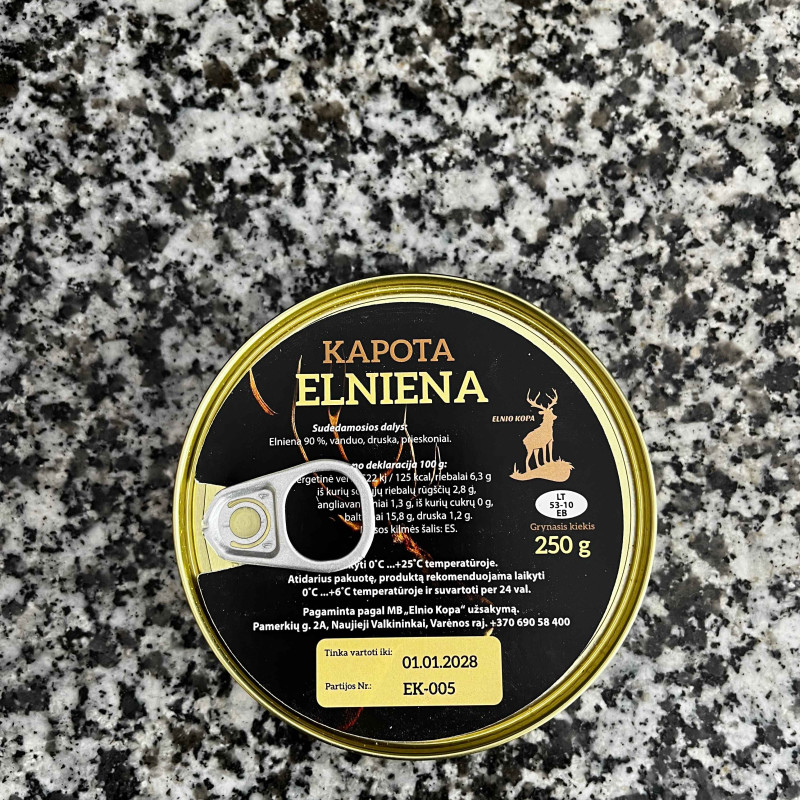 KAPOTA
ELNIENA
ELNIO KOPA
Sudedamosios dalys:
Elniena 90 %, vanduo, druska, prieskoniai.
deklaracija 100 g:
kJ / 125 kcal, riebalai 6,3 g
iš kurių riebalų rūgščių 2,8 g,
1,3 g, iš kurių cukrų 0 g,
15,8 g, druska 1,2 g.
kilmės šalis: ES.
LT
53-10
EB
Grynasis kiekis
250 g
0˚C ...+25˚C temperatūroje.
Atidarius pakuotę, produktą rekomenduojama laikyti
0˚C ...+6˚C temperatūroje ir suvartoti per 24 val.
Pagaminta pagal MB „Elnio Kopa“ užsakymą.
Pamerkių g. 2A, Naujieji Valkininkai, Varėnos raj. +370 690 58 400
Tinka vartoti iki: 01.01.2028
Partijos Nr.: EK-005